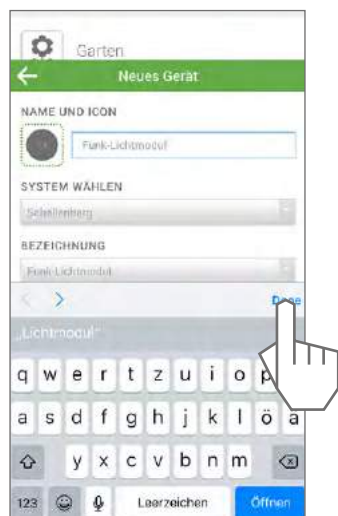 Garten
Neues Gerät
NAME UND ICON
Funk-Lichtmodul
SYSTEM WÄHLEN
Schellenberg
BEZEICHNUNG
Funk-Lichtmodul
Done
„Lichtmodul“
q w e r t z u i o p
a s d f g h j k l ö ä
y x c v b n m
123 Leerzeichen Öffnen